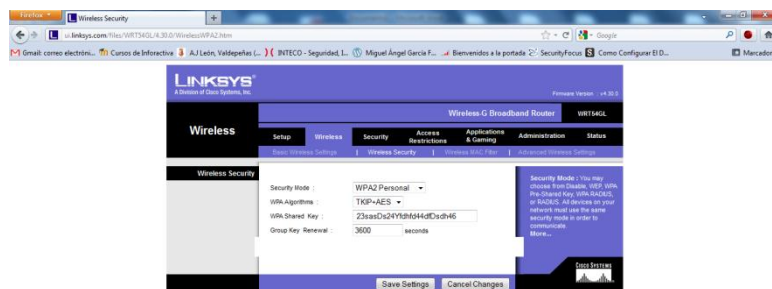 Firefox
Wireless Security
ui.linksys.com/files/WRT54GL/4.30.0/WirelessWPA2.htm
Google
Gmail: correo electróni...
Cursos de Inforactiva
A.J León, Valdepeñas (...
INTECO - Seguridad, I...
Miguel Ángel García F...
Bienvenidos a la portada
SecurityFocus
Como Configurar El D...
Marcador
LINKSYS®
A Division of Cisco Systems, Inc.
Firmware Version : v4.30.0
Wireless-G Broadband Router WRT54GL
Wireless
Setup Wireless Security Access Restrictions Applications & Gaming Administration Status
Basic Wireless Settings | Wireless Security | Wireless MAC Filter | Advanced Wireless Settings
Wireless Security
Security Mode : WPA2 Personal
WPA Algorithms : TKIP+AES
WPA Shared Key : 23sasDs24Yfdhfd44dfDsdh46
Group Key Renewal : 3600 seconds
Security Mode : You may
choose from Disable, WEP, WPA
Pre-Shared Key, WPA RADIUS,
or RADIUS. All devices on your
network must use the same
security mode in order to
communicate.
More...
CISCO SYSTEMS
Save Settings Cancel Changes